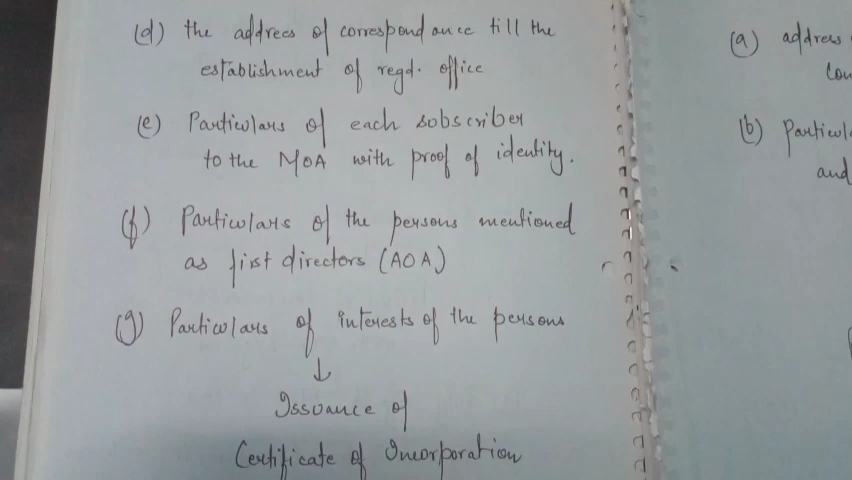 (d) the address of correspondance till the
establishment of regd. office
(e) Particulars of each subscriber
to the MOA with proof of identity.
(f) Particulars of the persons mentioned
as first directors (AOA)
(g) Particulars of interests of the persons
↓
Issuance of
Certificate of Incorporation
(a) address
(b)
and